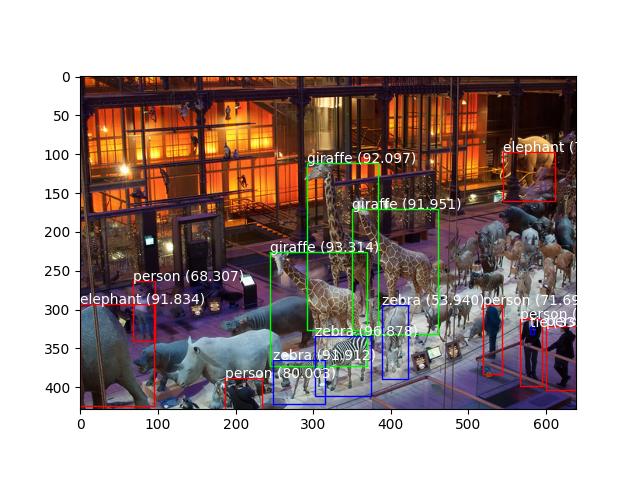 0
50
100
150
200
250
300
350
400
elephant (
giraffe (92.097)
giraffe (91.951)
giraffe (93.314)
person (68.307)
elephant (91.834)
zebra (53.940)
person (71.69
person (
zebra (96.878)
zebra (91.912)
person (80.003)
0
100
200
300
400
500
600